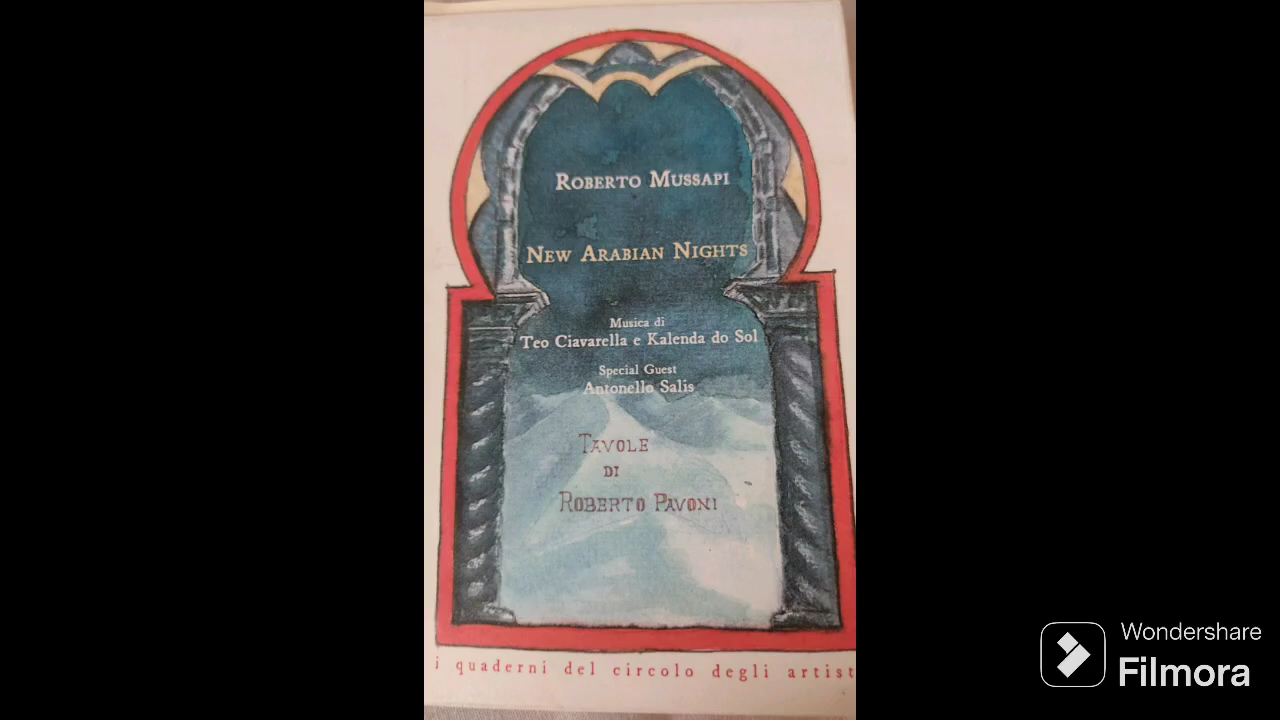 Roberto Mussapi
New Arabian Nights
Musica di
Teo Ciavarella e Kalenda do Sol
Special Guest
Antonello Salis
TAVOLE
DI
ROBERTO PAVONI
i quaderni del circolo degli artist
Wondershare
Filmora